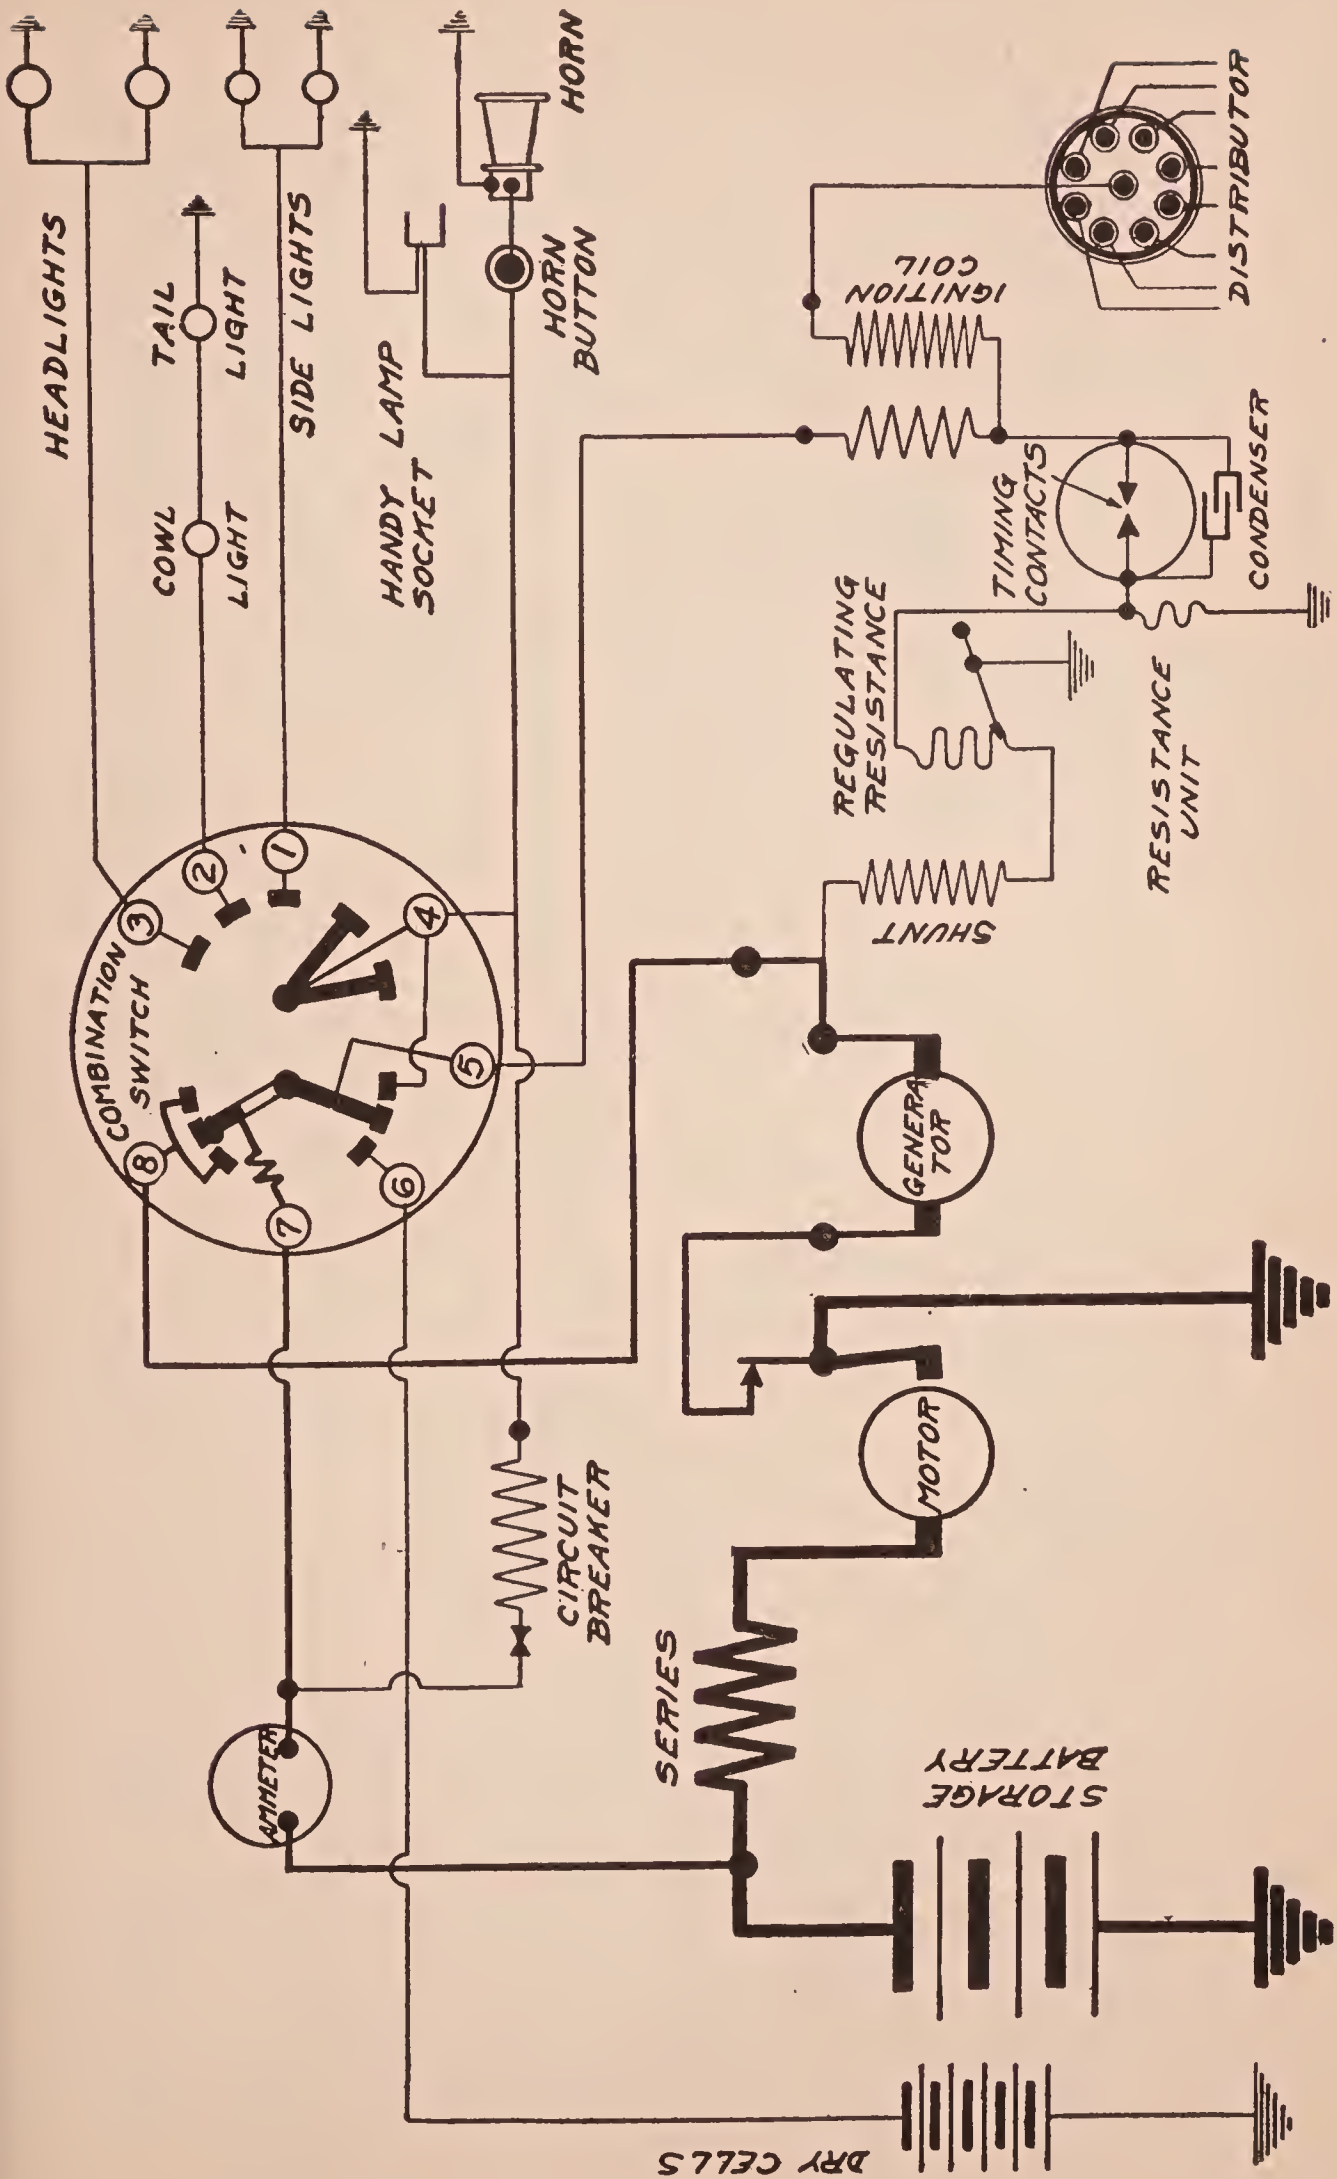 HEADLIGHTS
COWL
LIGHT
TAIL
LIGHT
SIDE LIGHTS
HANDY LAMP
SOCKET
HORN
BUTTON
HORN
COMBINATION
SWITCH
1
2
3
4
5
6
7
8
AMMETER
CIRCUIT
BREAKER
IGNITION
COIL
DISTRIBUTOR
TIMING
CONTACTS
CONDENSER
REGULATING
RESISTANCE
RESISTANCE
UNIT
SHUNT
GENERA
TOR
MOTOR
SERIES
STORAGE
BATTERY
DRY CELLS